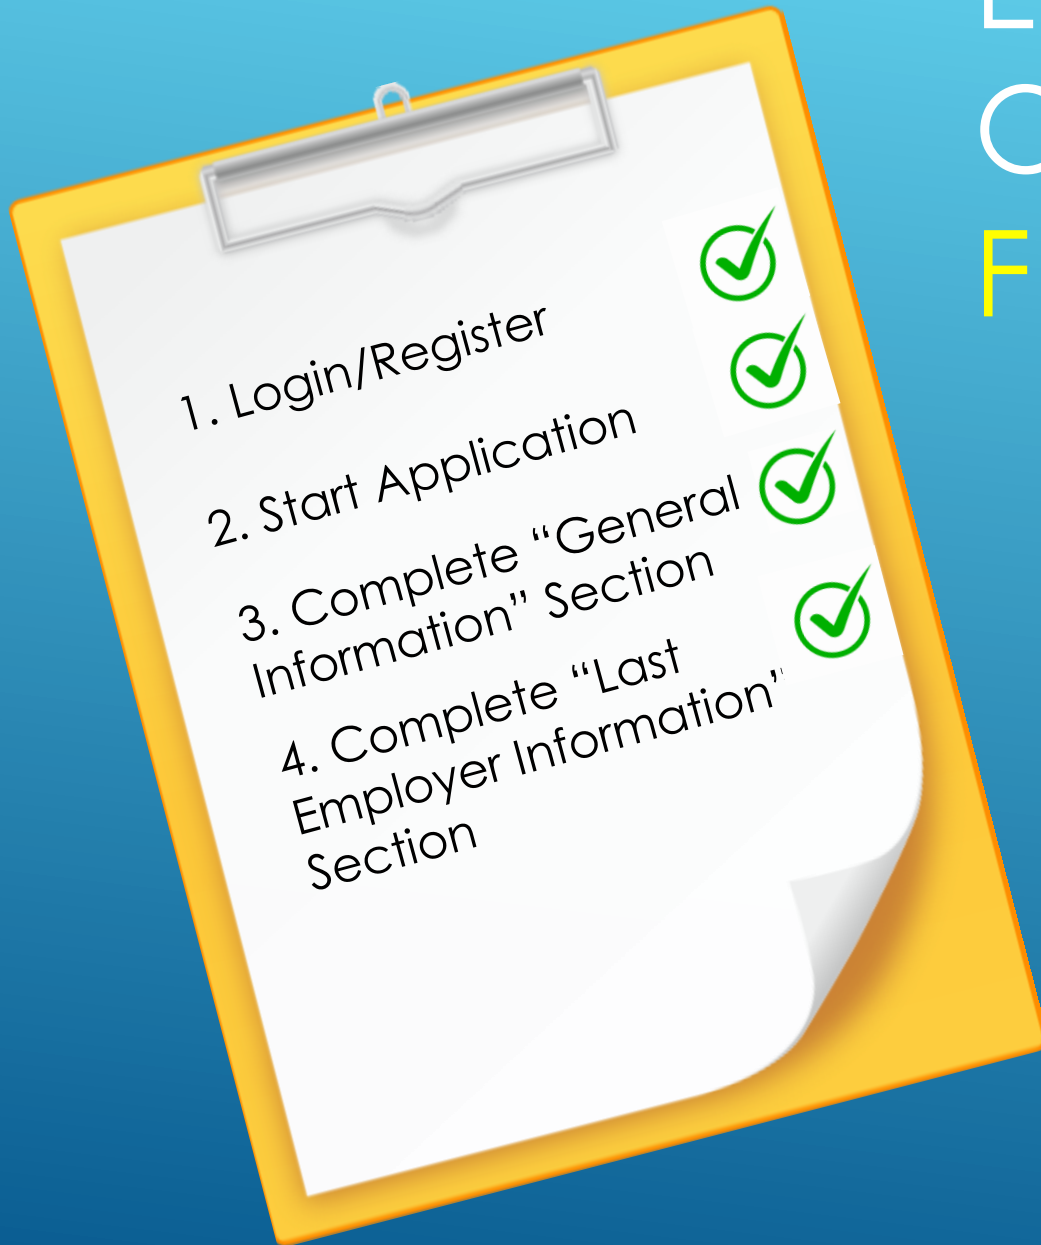 1. Login/Register
2. Start Application
3. Complete “General
Information” Section
4. Complete “Last
Employer Information”
Section